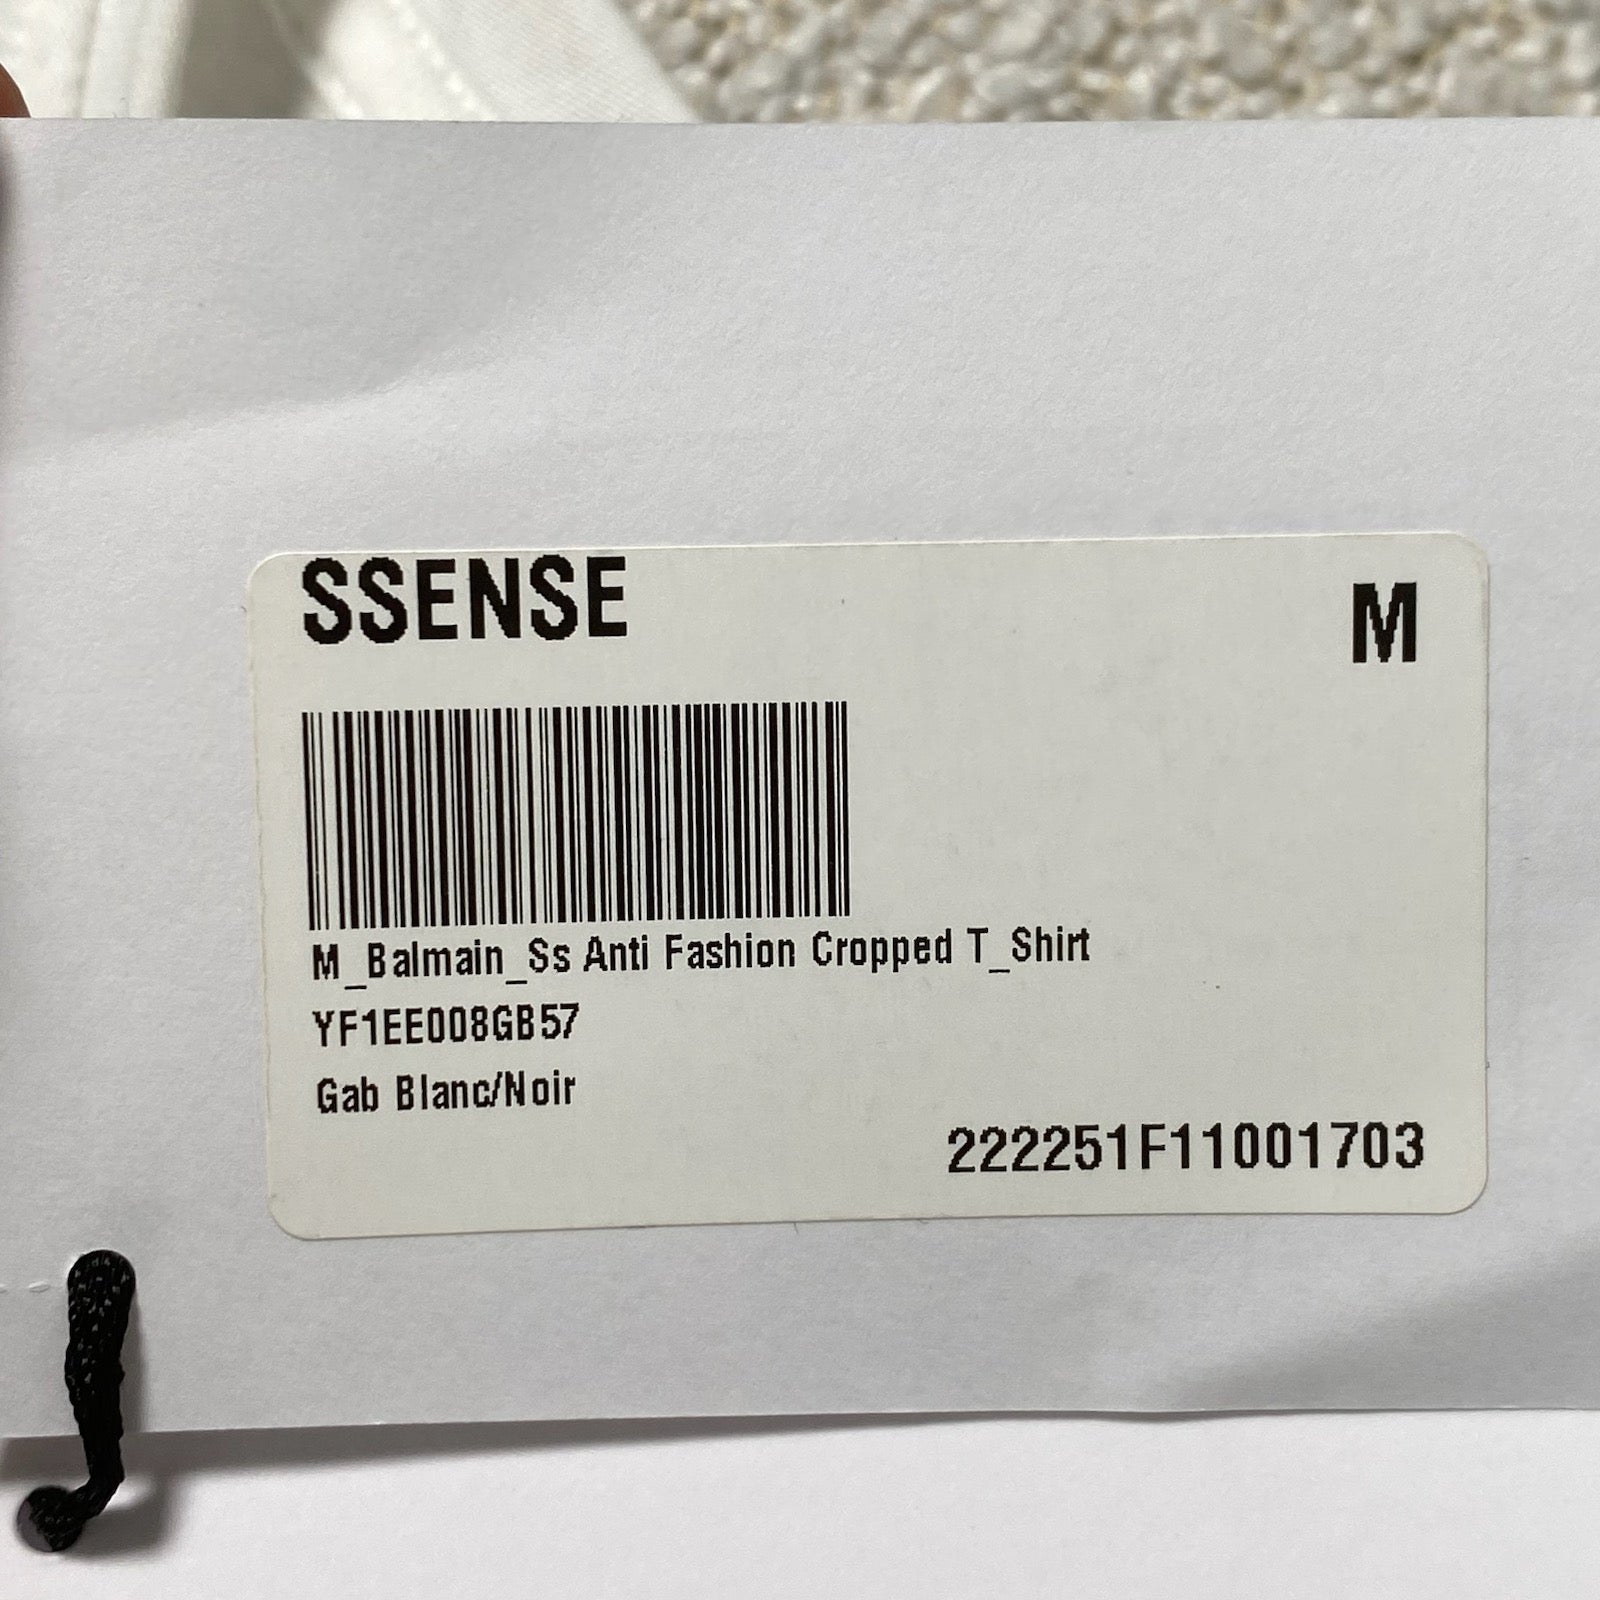 SSENSE
M
M_Balmain_Ss Anti Fashion Cropped T_Shirt
YF1EE008GB57
Gab Blanc/Noir
222251F11001703